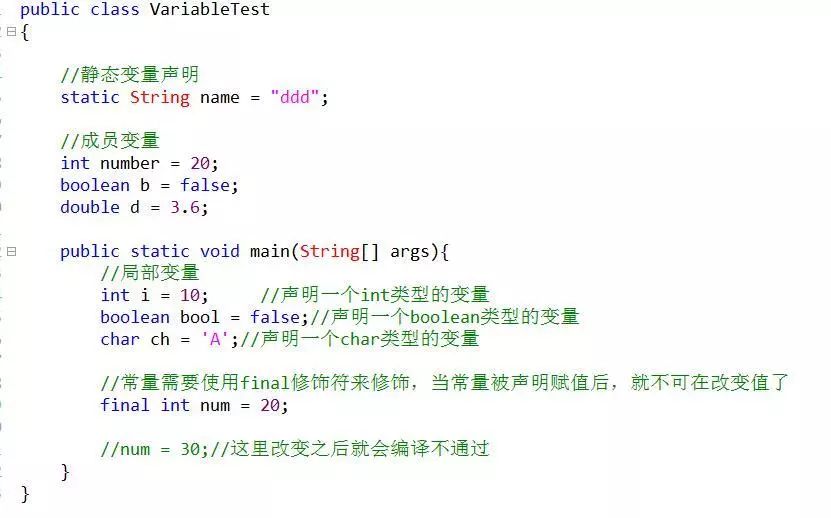 public class VariableTest
{
//静态变量声明
static String name = "ddd";
//成员变量
int number = 20;
boolean b = false;
double d = 3.6;
public static void main(String[] args){
//局部变量
int i = 10;     //声明一个int类型的变量
boolean bool = false;//声明一个boolean类型的变量
char ch = 'A';//声明一个char类型的变量
//常量需要使用final修饰符来修饰，当常量被声明赋值后，就不可在改变值了
final int num = 20;
//num = 30;//这里改变之后就会编译不通过
}
}